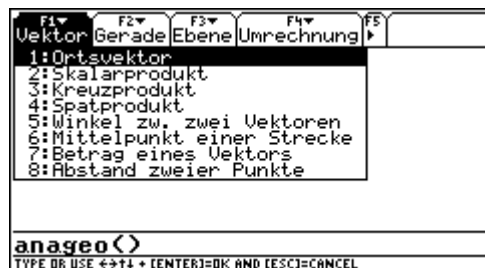 F1▾ F2▾ F3▾ F4▾ F5
Vektor Gerade Ebene Umrechnung ▸
1:Ortsvektor
2:Skalarprodukt
3:Kreuzprodukt
4:Spatprodukt
5:Winkel zw. zwei Vektoren
6:Mittelpunkt einer Strecke
7:Betrag eines Vektors
8:Abstand zweier Punkte
anageo()
TYPE OR USE ←→↑↓ + [ENTER]=OK AND [ESC]=CANCEL